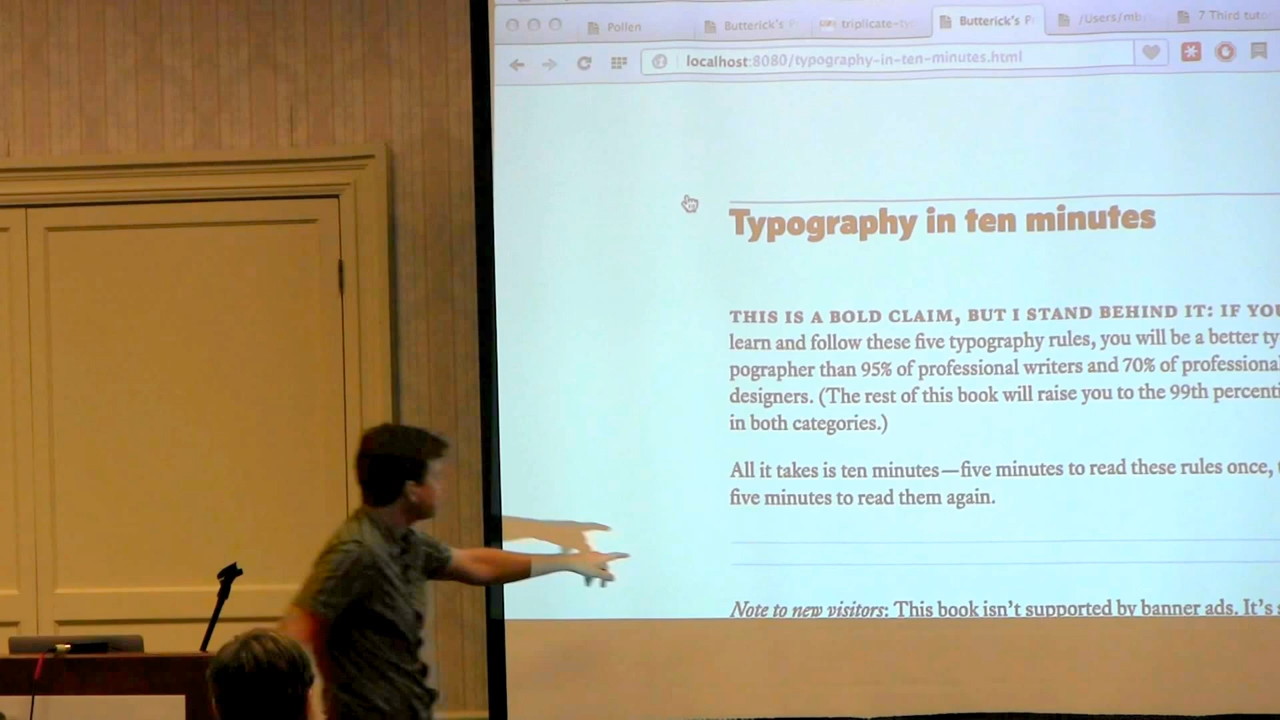 Pollen
Butterick's P
triplicate-ty
Butterick's P
/Users/mb
7 Third tuto
localhost:8080/typography-in-ten-minutes.html
Typography in ten minutes
THIS IS A BOLD CLAIM, BUT I STAND BEHIND IT: IF YOU
learn and follow these five typography rules, you will be a better ty
pographer than 95% of professional writers and 70% of professional
designers. (The rest of this book will raise you to the 99th percenti
in both categories.)
All it takes is ten minutes—five minutes to read these rules once,
five minutes to read them again.
Note to new visitors: This book isn't supported by banner ads. It's